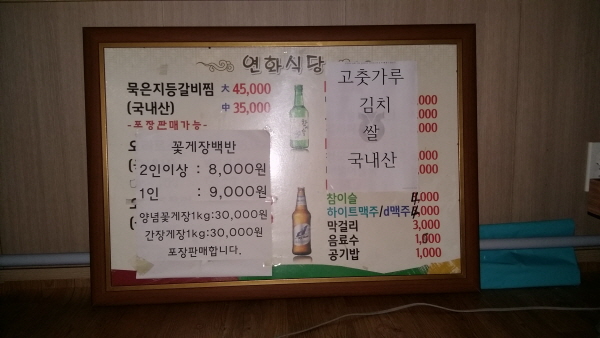 연화식당
묵은지등갈비찜 大 45,000
(국내산) 中 35,000
-포장판매가능-
꽃게장백반
2인이상 : 8,000원
1인 : 9,000원
양념꽃게장1kg:30,000원
간장게장1kg:30,000원
포장판매합니다.
고춧가루
김치
쌀
국내산
참이슬 4,000
하이트맥주/d맥주 4,000
막걸리 3,000
음료수
공기밥 1,000